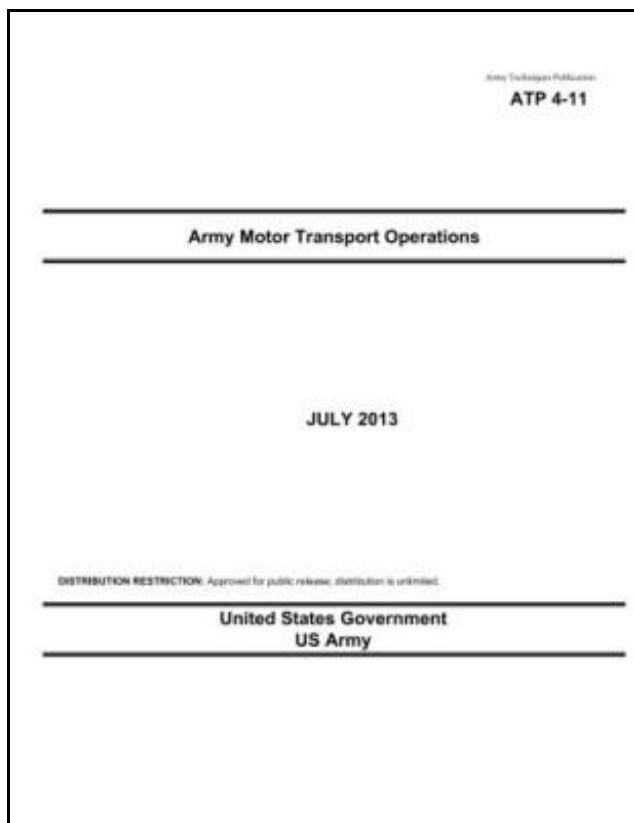 Army Techniques Publication
ATP 4-11
Army Motor Transport Operations
JULY 2013
DISTRIBUTION RESTRICTION: Approved for public release; distribution is unlimited.
United States Government
US Army